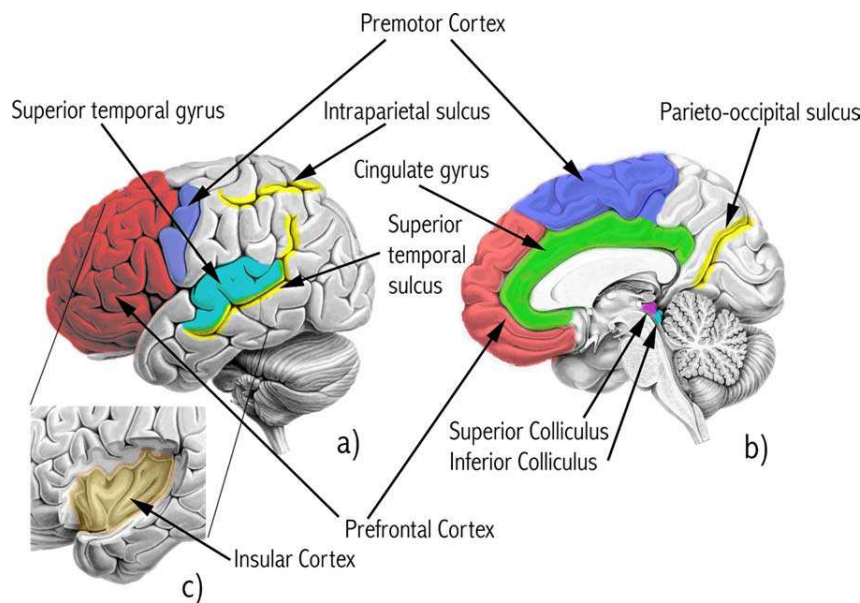 Premotor Cortex
Superior temporal gyrus
Intraparietal sulcus
Parieto-occipital sulcus
Cingulate gyrus
Superior
temporal
sulcus
a)
Superior Colliculus
Inferior Colliculus
b)
Prefrontal Cortex
Insular Cortex
c)